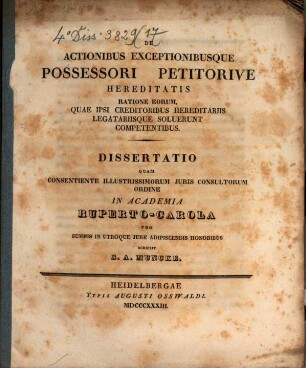 4° Diss. 3829 (17
DE
ACTIONIBUS EXCEPTIONIBUSQUE
POSSESSORI PETITORIVE
HEREDITATIS
RATIONE EORUM,
QUAE IPSI CREDITORIBUS HEREDITARIIS
LEGATARIISQUE SOLUERUNT
COMPETENTIBUS.
DISSERTATIO
QUAM
CONSENTIENTE ILLUSTRISSIMORUM JURIS CONSULTORUM
ORDINE
IN ACADEMIA
RUPERTO-CAROLA
PRO
SUMMIS IN UTROQUE JURE ADIPISCENDIS HONORIBUS
SCRIPSIT
S. A. MUNCKE.
HEIDELBERGAE
TYPIS AUGUSTI OSSWALDI.
MDCCCXXXIII.